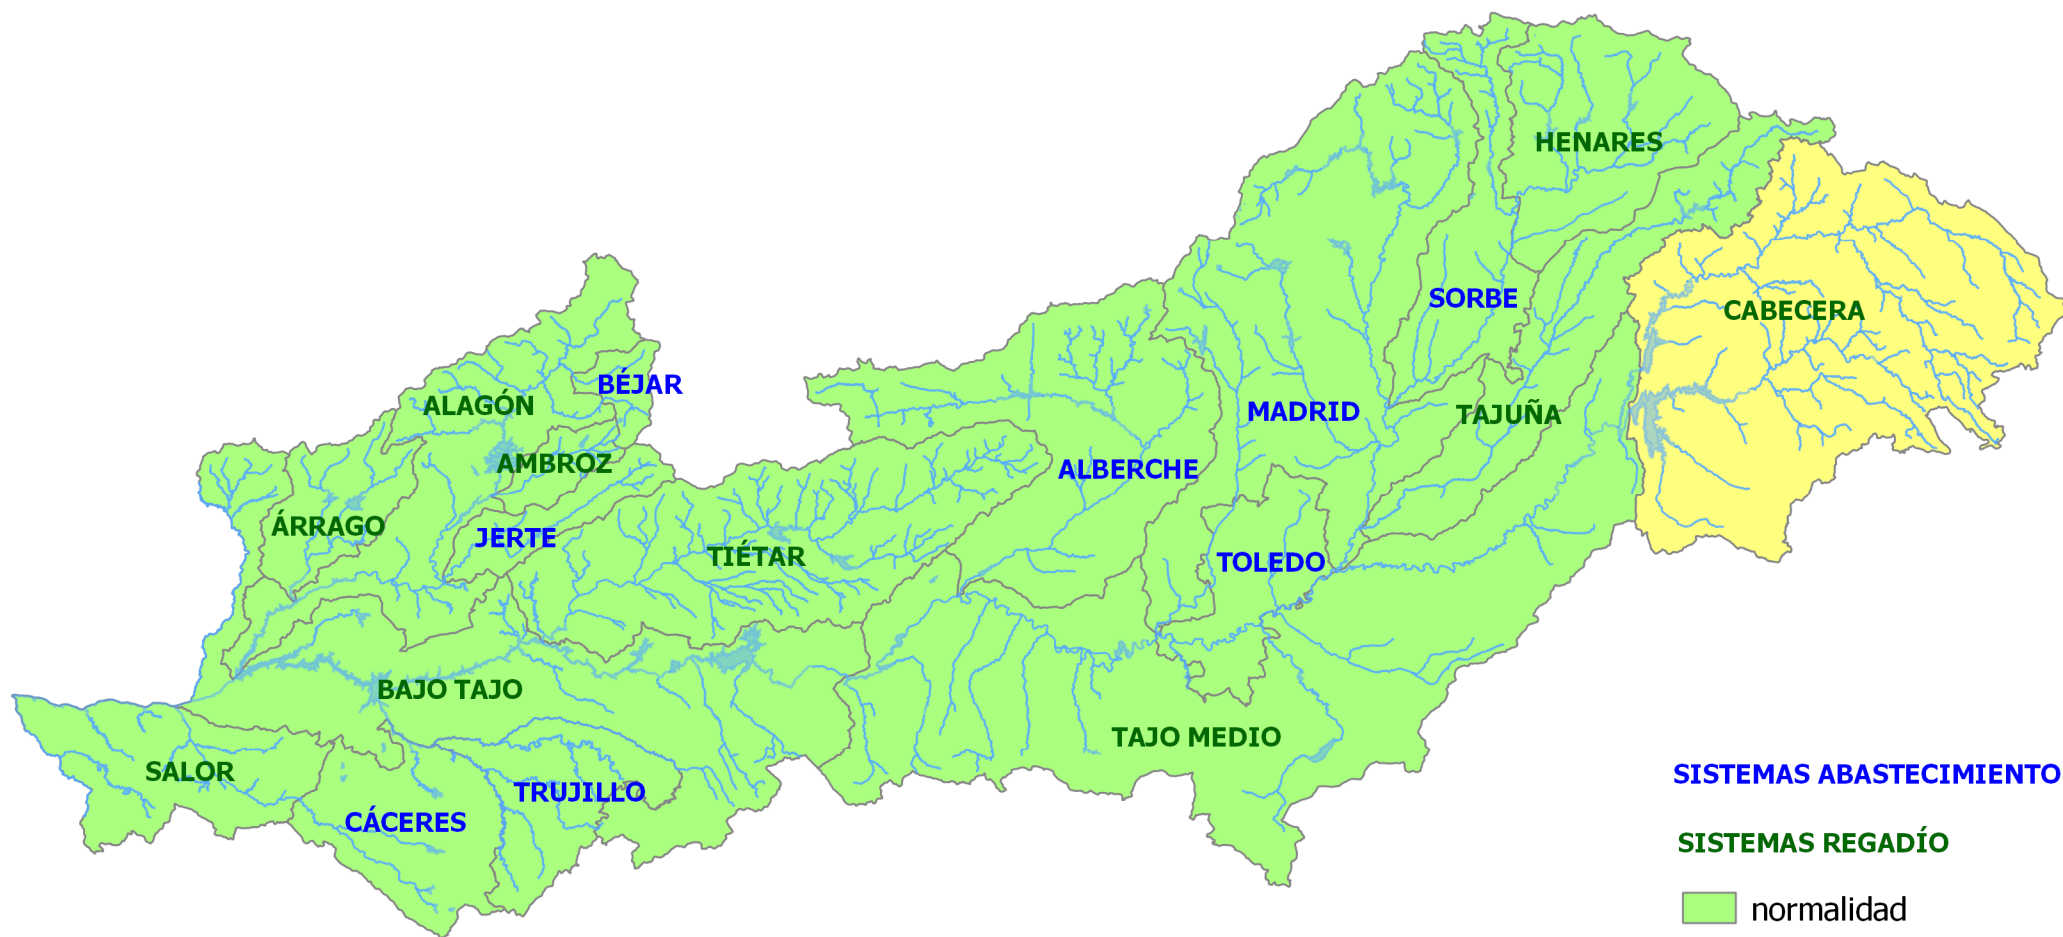 HENARES
SORBE
CABECERA
BÉJAR
ALAGÓN
MADRID
TAJUÑA
AMBROZ
ALBERCHE
ÁRRAGO
JERTE
TIÉTAR
TOLEDO
BAJO TAJO
TAJO MEDIO
SALOR
TRUJILLO
CÁCERES
SISTEMAS ABASTECIMIENTO
SISTEMAS REGADÍO
normalidad